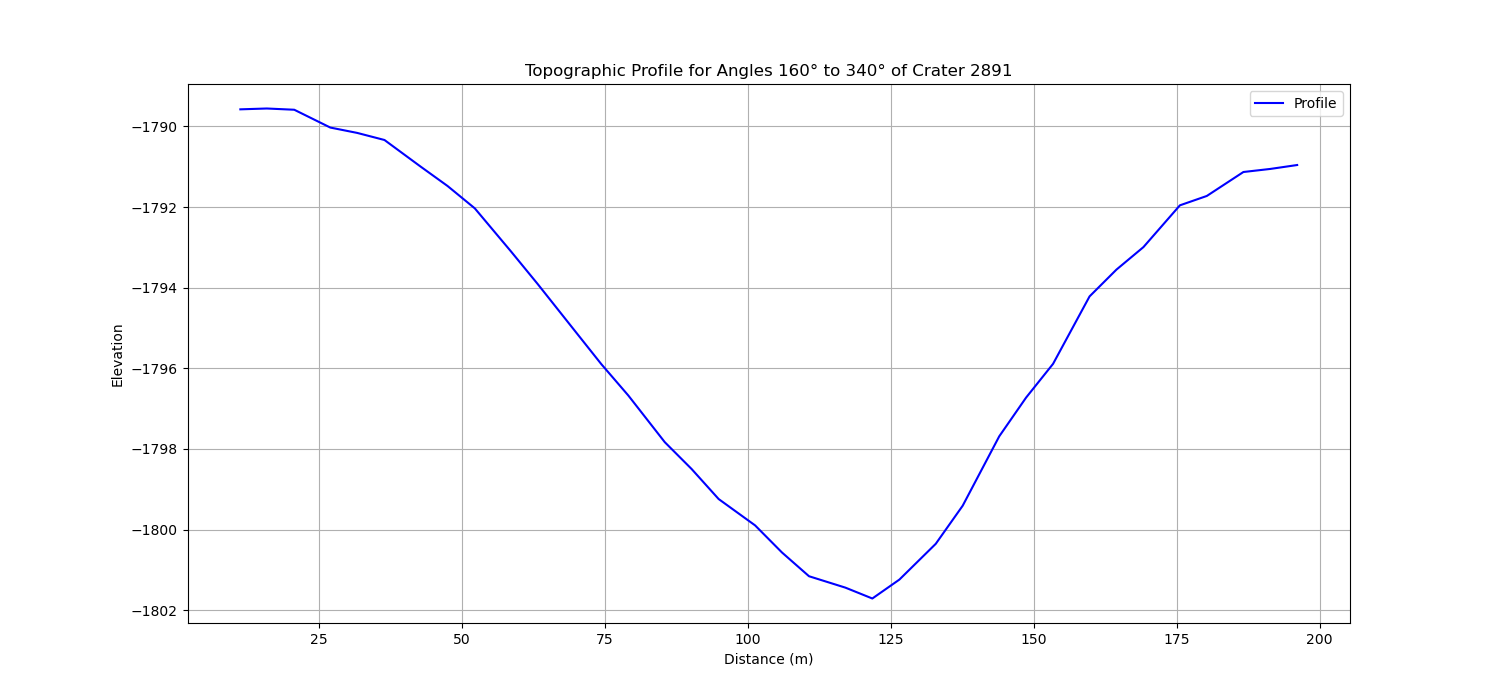 Topographic Profile for Angles 160° to 340° of Crater 2891
Profile
−1790
−1792
−1794
−1796
−1798
−1800
−1802
Elevation
25 50 75 100 125 150 175 200
Distance (m)